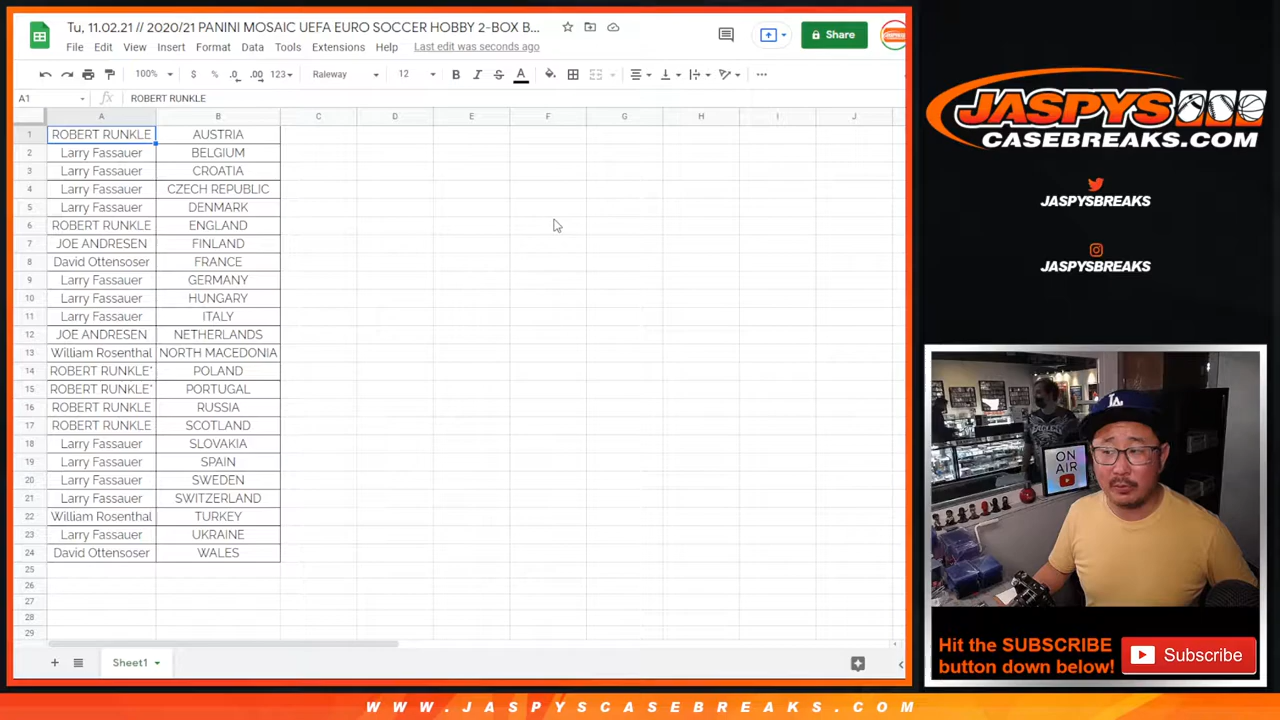 Tu, 11.02.21 // 2020/21 PANINI MOSAIC UEFA EURO SOCCER HOBBY 2-BOX B...
File Edit View Insert Format Data Tools Extensions Help Last edit was seconds ago
Share
100% $ % .0 .00 123 Raleway 12 B I S A
A1 fx ROBERT RUNKLE
A B C D E F G H I J
1 ROBERT RUNKLE AUSTRIA
2 Larry Fassauer BELGIUM
3 Larry Fassauer CROATIA
4 Larry Fassauer CZECH REPUBLIC
5 Larry Fassauer DENMARK
6 ROBERT RUNKLE ENGLAND
7 JOE ANDRESEN FINLAND
8 David Ottensoser FRANCE
9 Larry Fassauer GERMANY
10 Larry Fassauer HUNGARY
11 Larry Fassauer ITALY
12 JOE ANDRESEN NETHERLANDS
13 William Rosenthal NORTH MACEDONIA
14 ROBERT RUNKLE* POLAND
15 ROBERT RUNKLE* PORTUGAL
16 ROBERT RUNKLE RUSSIA
17 ROBERT RUNKLE SCOTLAND
18 Larry Fassauer SLOVAKIA
19 Larry Fassauer SPAIN
20 Larry Fassauer SWEDEN
21 Larry Fassauer SWITZERLAND
22 William Rosenthal TURKEY
23 Larry Fassauer UKRAINE
24 David Ottensoser WALES
25
26
27
28
29
Sheet1
JASPYS
CASEBREAKS.COM
JASPYSBREAKS
JASPYSBREAKS
LA
ON
AIR
Hit the SUBSCRIBE
button down below!
Subscribe
WWW.JASPYSCASEBREAKS.COM